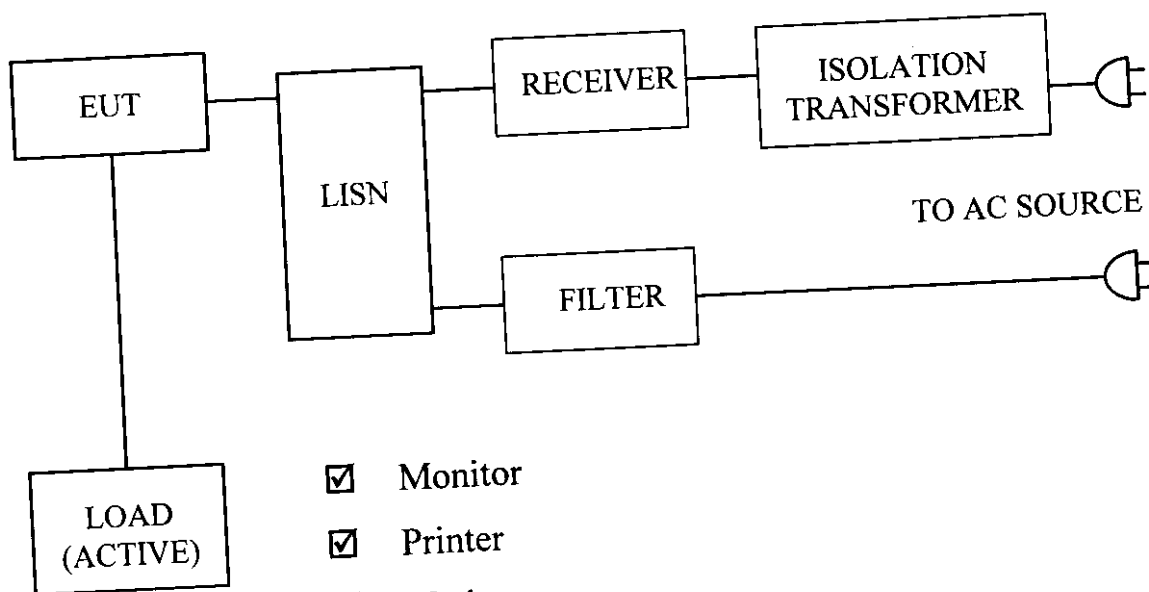 EUT
LISN
RECEIVER
ISOLATION
TRANSFORMER
TO AC SOURCE
FILTER
LOAD
(ACTIVE)
☑ Monitor
☑ Printer